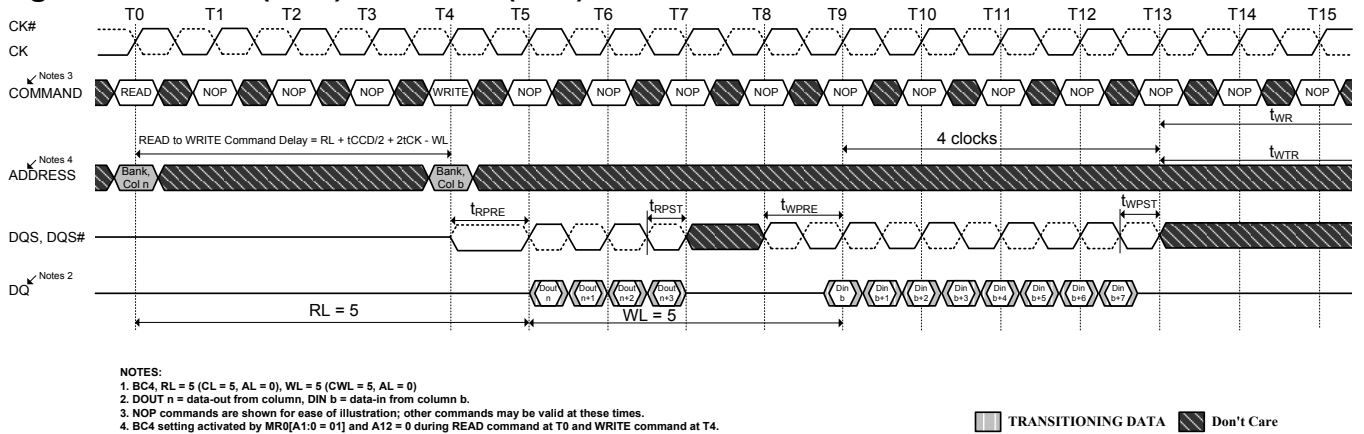 T0 T1 T2 T3 T4 T5 T6 T7 T8 T9 T10 T11 T12 T13 T14 T15
CK#
CK
Notes 3
COMMAND
READ NOP NOP NOP WRITE NOP NOP NOP NOP NOP NOP NOP NOP NOP NOP NOP
tWR
READ to WRITE Command Delay = RL + tCCD/2 + 2tCK - WL
4 clocks
tWTR
Notes 4
ADDRESS
Bank, Col n
Bank, Col b
tRPRE tRPST tWPRE tWPST
DQS, DQS#
Notes 2
DQ
Dout n Dout n+1 Dout n+2 Dout n+3 Din b Din b+1 Din b+2 Din b+3 Din b+4 Din b+5 Din b+6 Din b+7
RL = 5
WL = 5
NOTES:
1. BC4, RL = 5 (CL = 5, AL = 0), WL = 5 (CWL = 5, AL = 0)
2. DOUT n = data-out from column, DIN b = data-in from column b.
3. NOP commands are shown for ease of illustration; other commands may be valid at these times.
4. BC4 setting activated by MR0[A1:0 = 01] and A12 = 0 during READ command at T0 and WRITE command at T4.
TRANSITIONING DATA
Don't Care